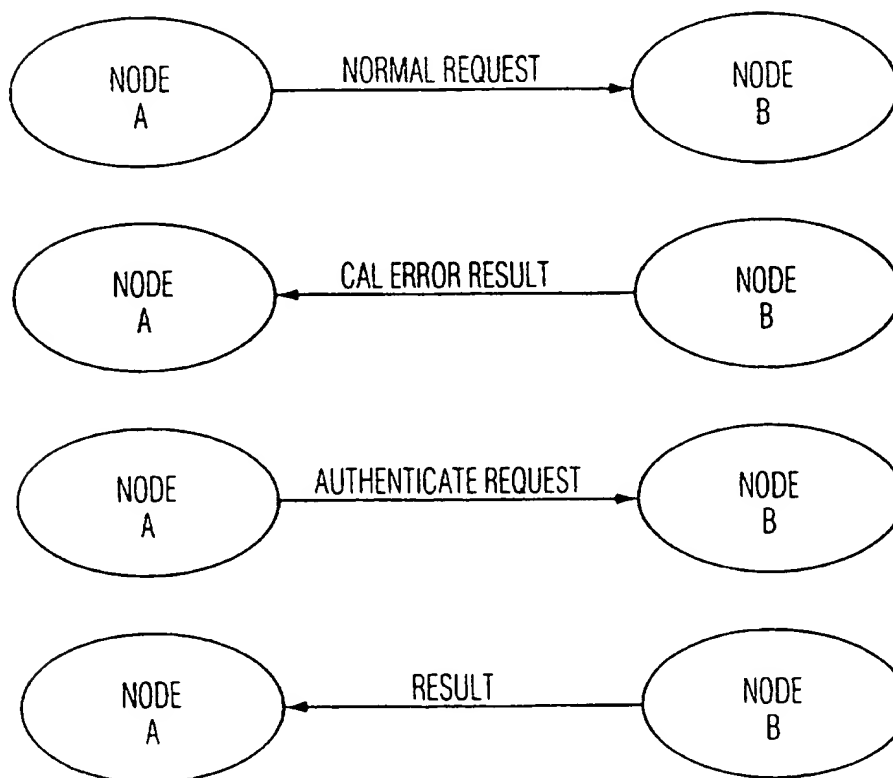 NODE
A
NORMAL REQUEST
NODE
B
NODE
A
CAL ERROR RESULT
NODE
B
NODE
A
AUTHENTICATE REQUEST
NODE
B
NODE
A
RESULT
NODE
B